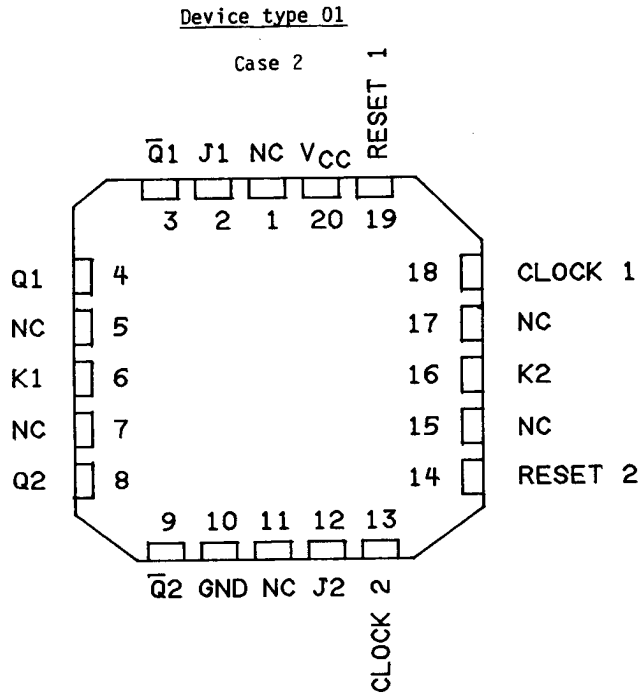 Device type 01
Case 2
RESET 1
Q̅1 J1 NC VCC
3 2 1 20 19
Q1 4 18 CLOCK 1
NC 5 17 NC
K1 6 16 K2
NC 7 15 NC
Q2 8 14 RESET 2
9 10 11 12 13
Q̅2 GND NC J2
CLOCK 2